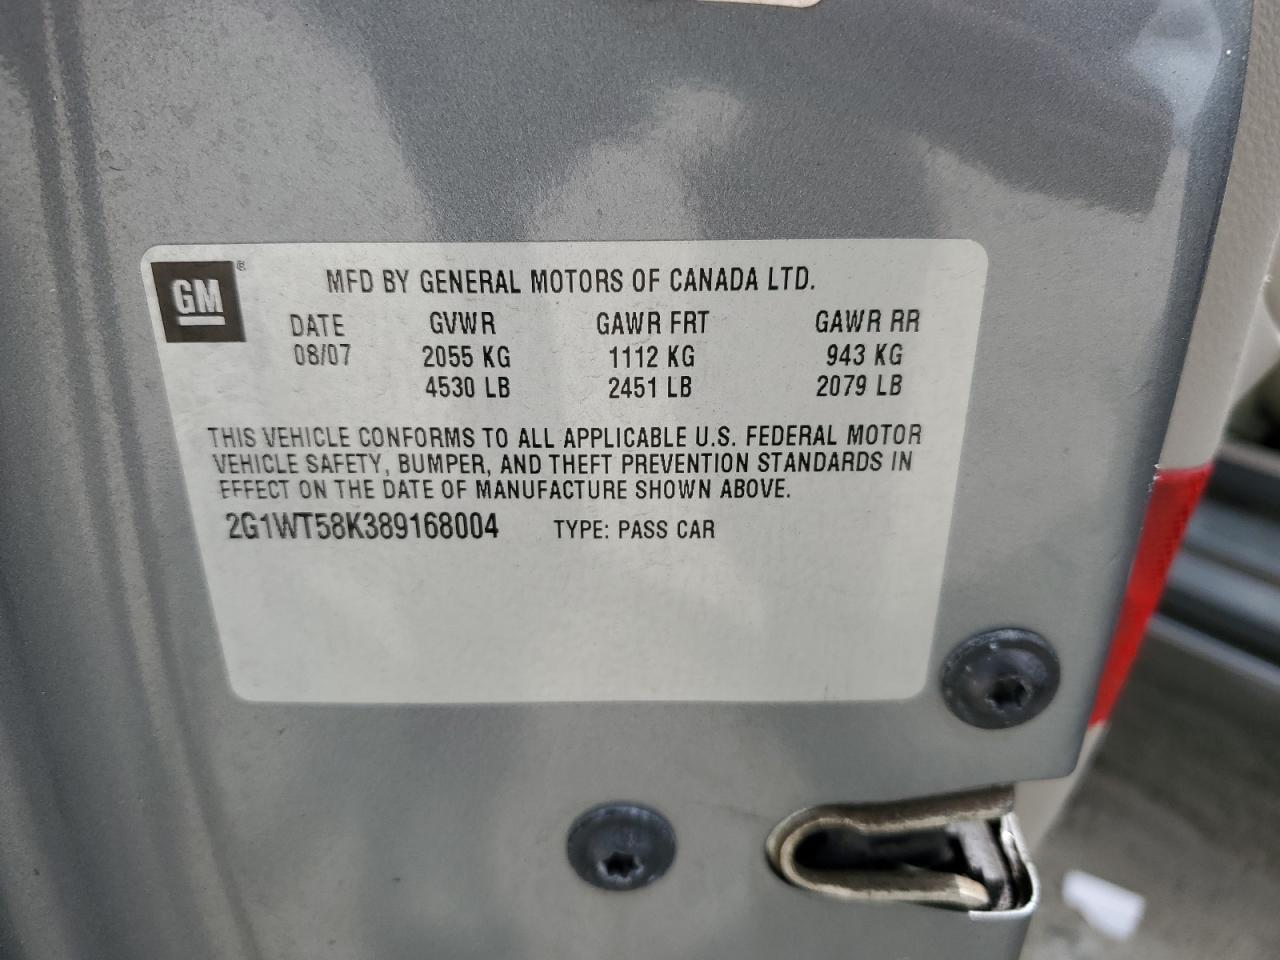 GM ®
MFD BY GENERAL MOTORS OF CANADA LTD.
DATE GVWR GAWR FRT GAWR RR
08/07 2055 KG 1112 KG 943 KG
4530 LB 2451 LB 2079 LB
THIS VEHICLE CONFORMS TO ALL APPLICABLE U.S. FEDERAL MOTOR
VEHICLE SAFETY, BUMPER, AND THEFT PREVENTION STANDARDS IN
EFFECT ON THE DATE OF MANUFACTURE SHOWN ABOVE.
2G1WT58K389168004 TYPE: PASS CAR